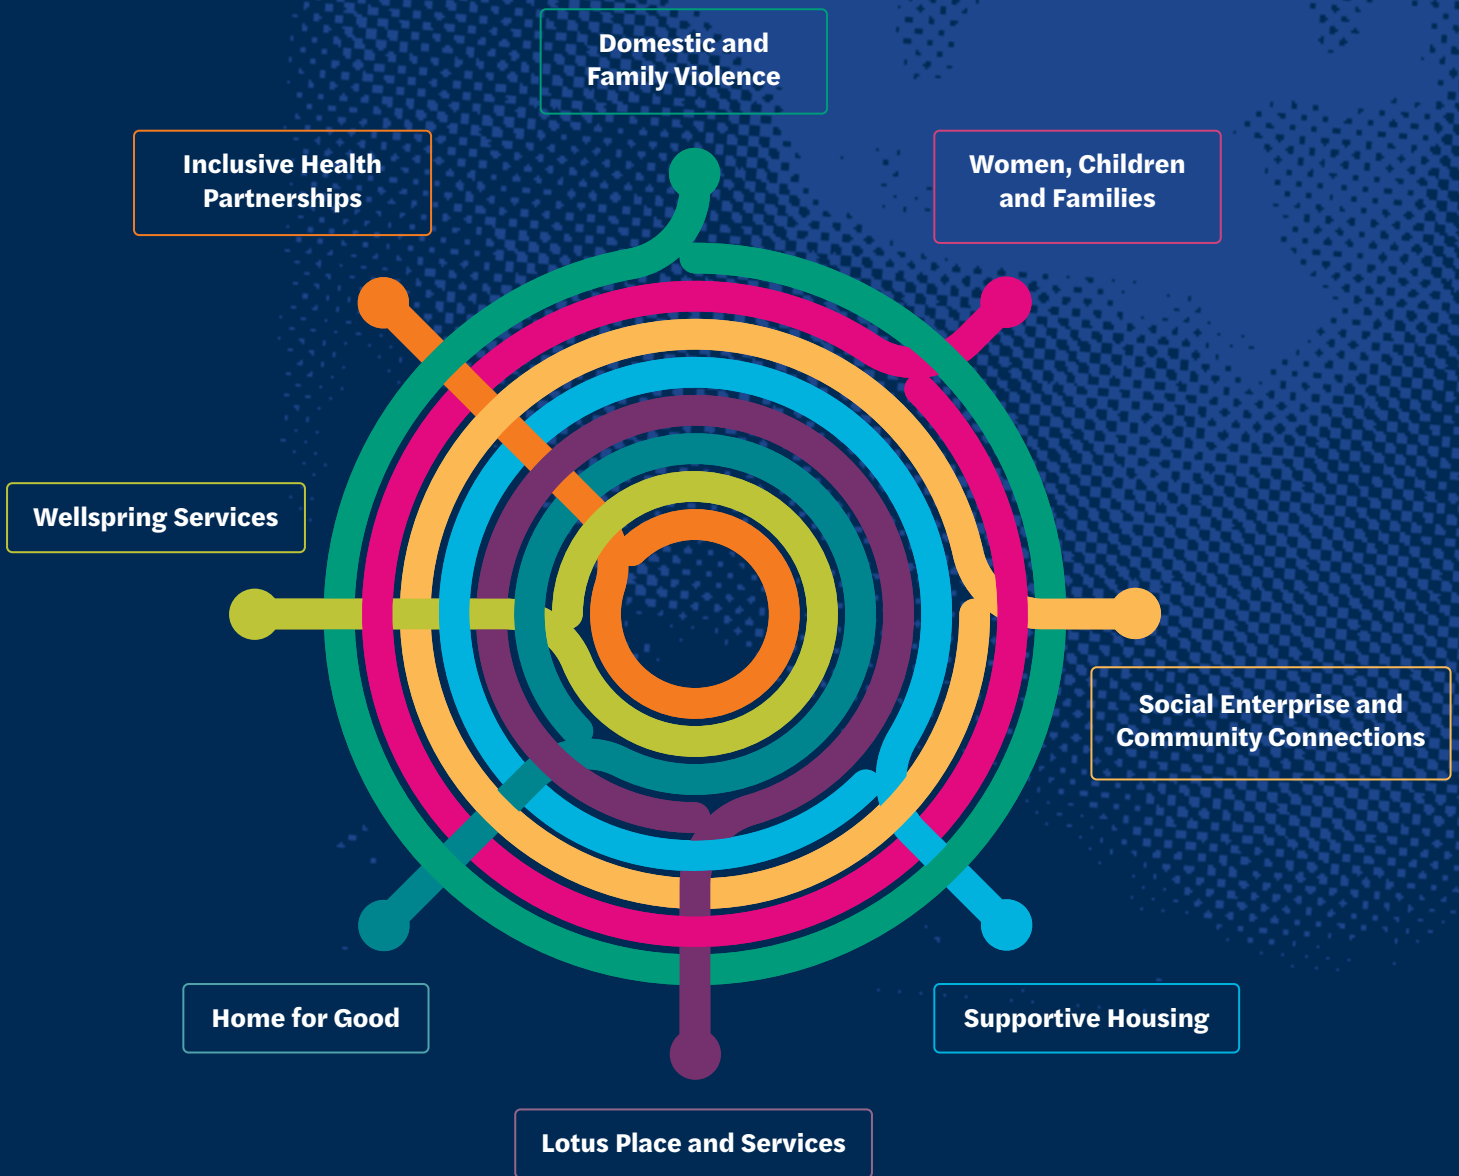 Domestic and
Family Violence
Inclusive Health
Partnerships
Women, Children
and Families
Wellspring Services
Social Enterprise and
Community Connections
Home for Good
Supportive Housing
Lotus Place and Services